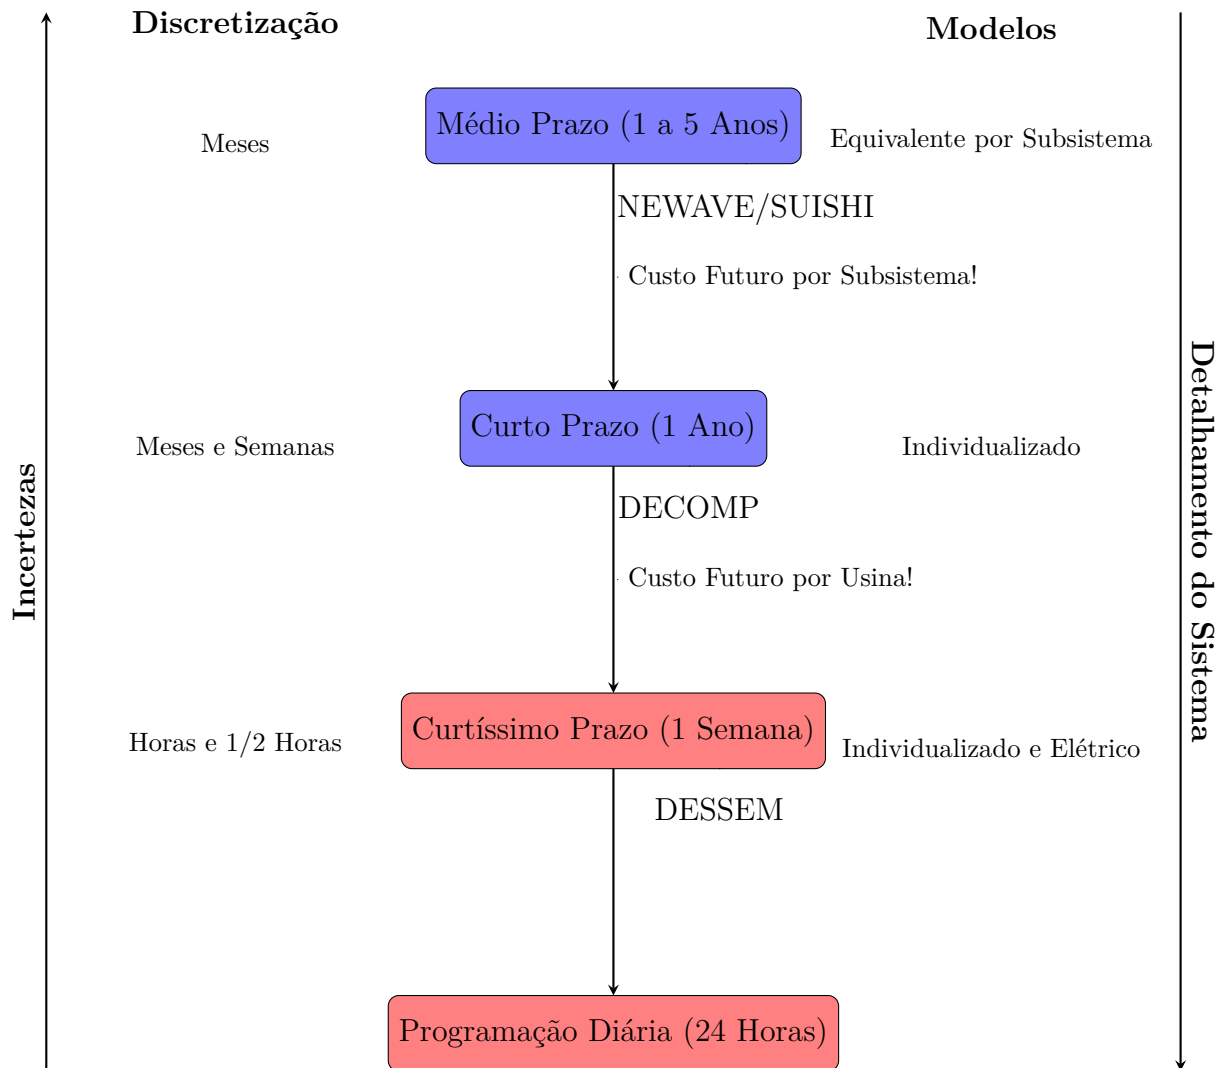 Discretização
Modelos
Médio Prazo (1 a 5 Anos)
Meses
Equivalente por Subsistema
NEWAVE/SUISHI
Custo Futuro por Subsistema!
Curto Prazo (1 Ano)
Meses e Semanas
Individualizado
DECOMP
Custo Futuro por Usina!
Incertezas
Detalhamento do Sistema
Curtíssimo Prazo (1 Semana)
Horas e 1/2 Horas
Individualizado e Elétrico
DESSEM
Programação Diária (24 Horas)